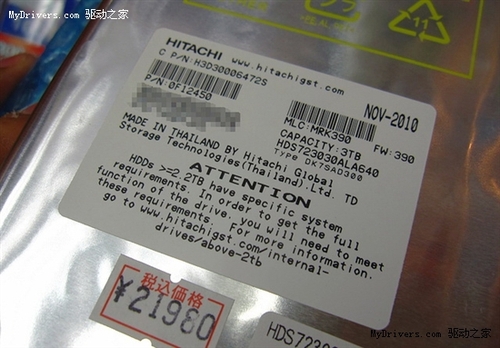 MyDrivers.com 驱动之家
11
HITACHI www.hitachigst.com
C P/N:H3D30006472S
NOV-2010
P/N:0F12450
MLC:MRK390 FW:390
CAPACITY:3TB
HDS723030ALA640
TYPE DK7SAD300
MADE IN THAILAND BY Hitachi Global
Storage Technologies(Thailand).Ltd. TD
ATTENTION
HDDs >=2.2TB have specific system
requirements. In order to get the full
function of the drive, you will need to meet
these requirements. For more information,
go to www.hitachigst.com/internal-
drives/above-2tb
税込価格
¥21980
HDS72303
MyDrivers.com 驱动之家